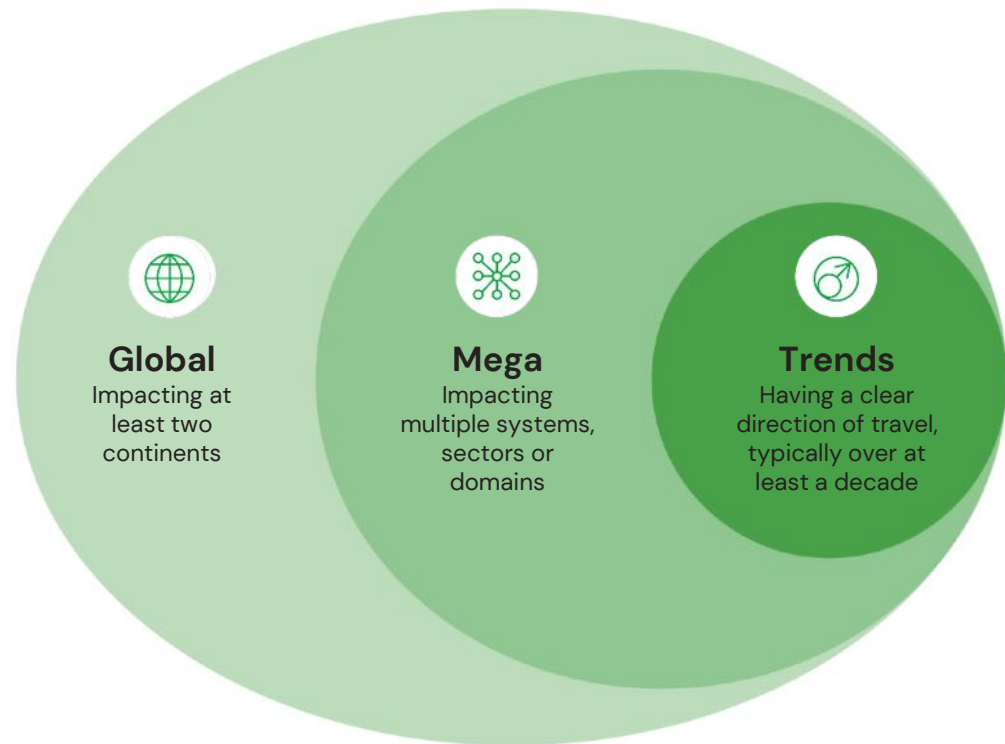 Global
Impacting at
least two
continents
Mega
Impacting
multiple systems,
sectors or
domains
Trends
Having a clear
direction of travel,
typically over at
least a decade